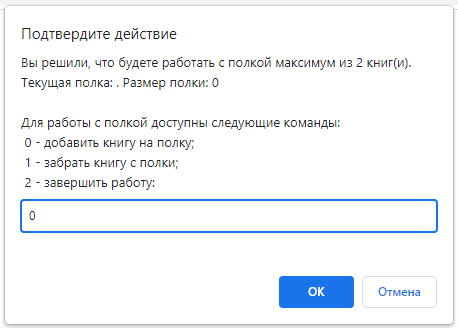 Подтвердите действие
Вы решили, что будете работать с полкой максимум из 2 книг(и).
Текущая полка: . Размер полки: 0
Для работы с полкой доступны следующие команды:
0 - добавить книгу на полку;
1 - забрать книгу с полки;
2 - завершить работу:
0
ОК
Отмена